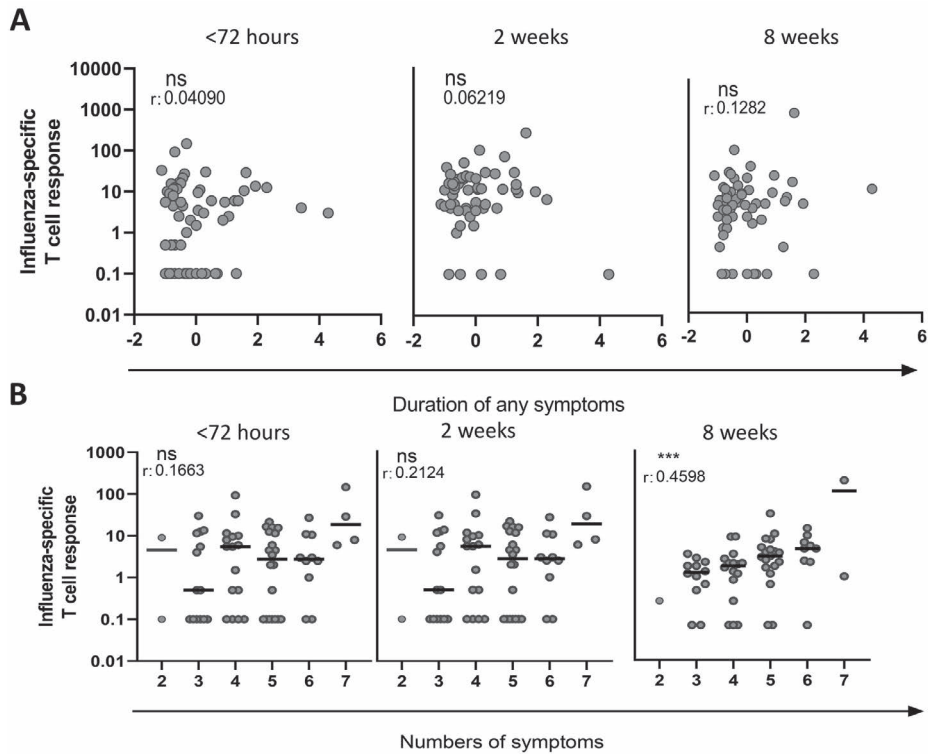 A
<72 hours
2 weeks
8 weeks
Influenza-specific
T cell response
10000
1000
100
10
1
0.1
0.01
ns
r: 0.04090
ns
0.06219
ns
r: 0.1282
-2 0 2 4 6
-2 0 2 4 6
-2 0 2 4 6
Duration of any symptoms
B
<72 hours
2 weeks
8 weeks
Influenza-specific
T cell response
1000
100
10
1
0.1
0.01
ns
r: 0.1663
ns
r: 0.2124
***
r: 0.4598
2 3 4 5 6 7
2 3 4 5 6 7
2 3 4 5 6 7
Numbers of symptoms